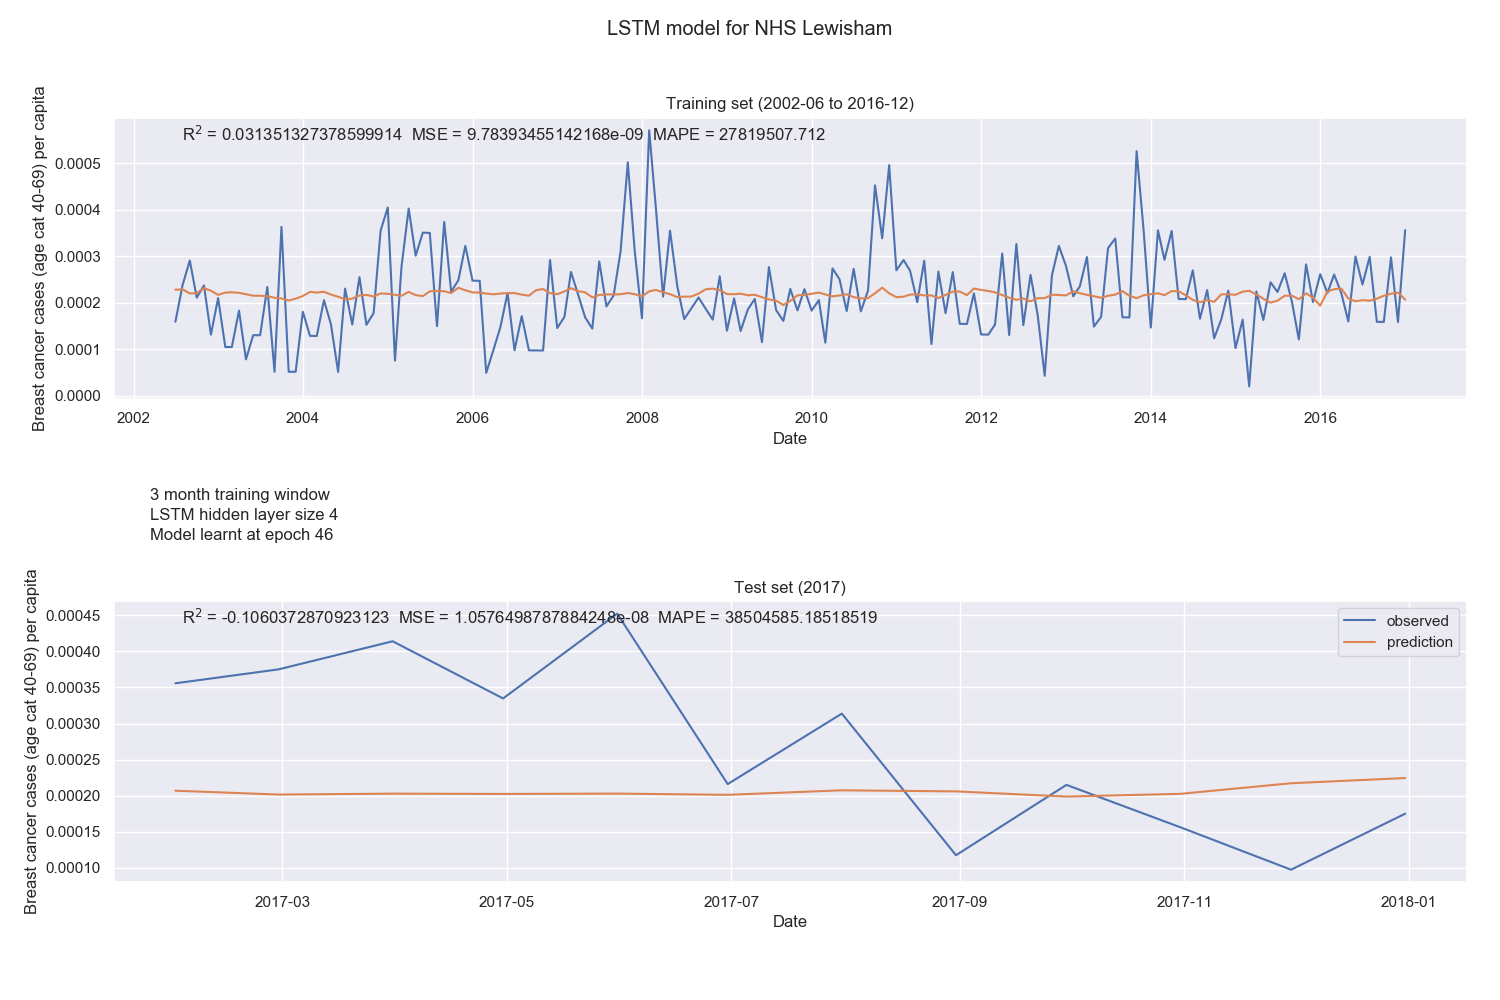 LSTM model for NHS Lewisham
Training set (2002-06 to 2016-12)
R² = 0.031351327378599914 MSE = 9.78393455142168e-09 MAPE = 27819507.712
Breast cancer cases (age cat 40-69) per capita
0.0005
0.0004
0.0003
0.0002
0.0001
0.0000
2002 2004 2006 2008 2010 2012 2014 2016
Date
3 month training window
LSTM hidden layer size 4
Model learnt at epoch 46
Test set (2017)
R² = -0.1060372870923123 MSE = 1.0576498787884248e-08 MAPE = 38504585.18518519
observed
prediction
Breast cancer cases (age cat 40-69) per capita
0.00045
0.00040
0.00035
0.00030
0.00025
0.00020
0.00015
0.00010
2017-03 2017-05 2017-07 2017-09 2017-11 2018-01
Date